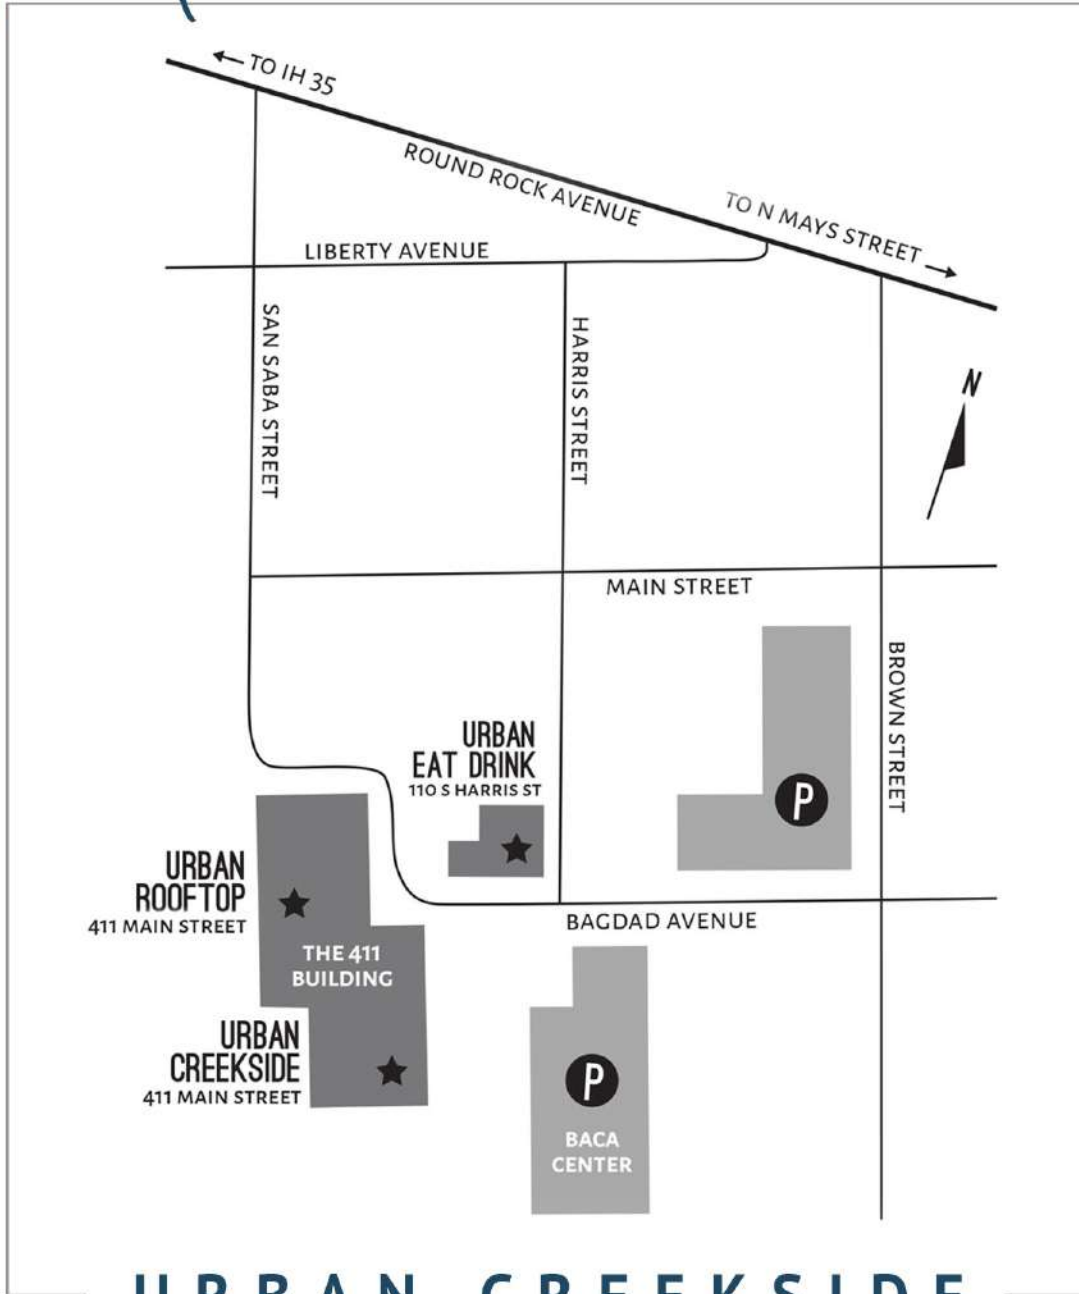 TO IH 35
ROUND ROCK AVENUE
TO N MAYS STREET
LIBERTY AVENUE
SAN SABA STREET
HARRIS STREET
N
MAIN STREET
BROWN STREET
URBAN
EAT DRINK
110 S HARRIS ST
P
URBAN
ROOFTOP
411 MAIN STREET
BAGDAD AVENUE
THE 411
BUILDING
URBAN
CREEKSIDE
411 MAIN STREET
P
BACA
CENTER
URBAN CREEKSIDE